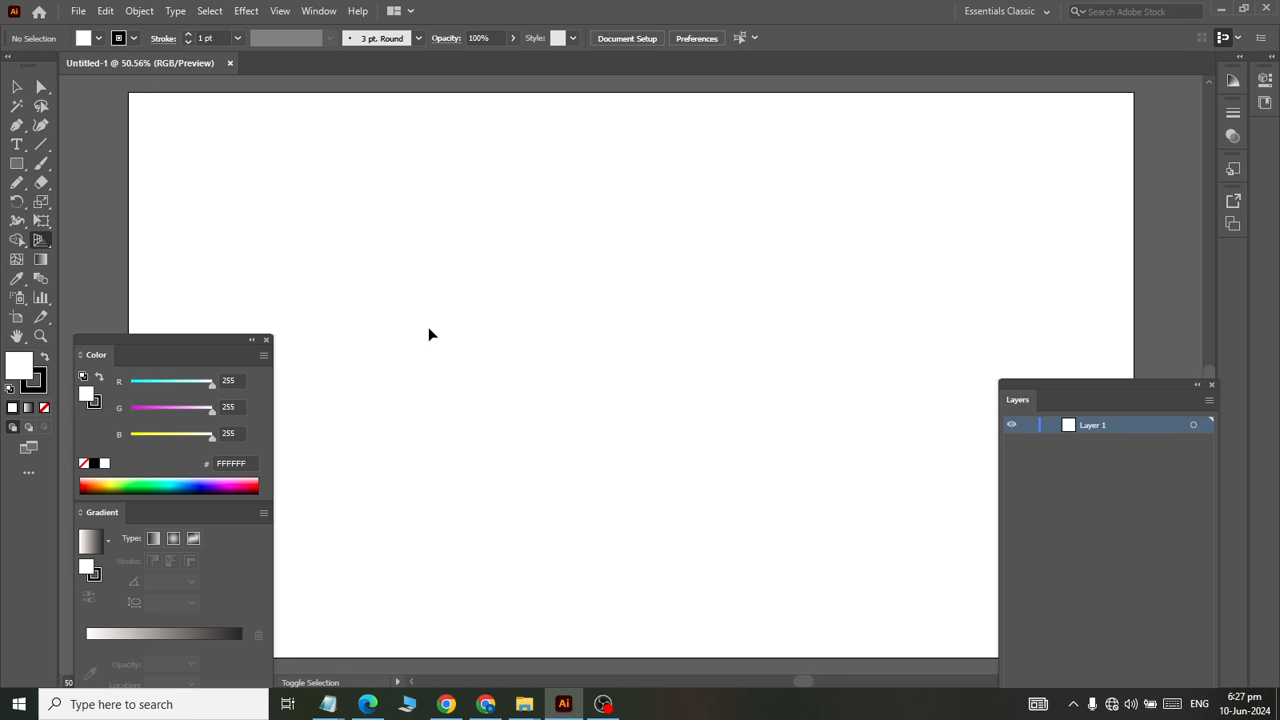 Ai File Edit Object Type Select Effect View Window Help Essentials Classic Search Adobe Stock
No Selection Stroke: 1 pt 3 pt. Round Opacity: 100% Style: Document Setup Preferences
Untitled-1 @ 50.56% (RGB/Preview)
Color
R 255
G 255
B 255
# FFFFFF
Gradient
Type:
Stroke:
Opacity:
Location:
Layers
Layer 1
50
Toggle Selection
Type here to search
Ai
ENG
6:27 pm
10-Jun-2024